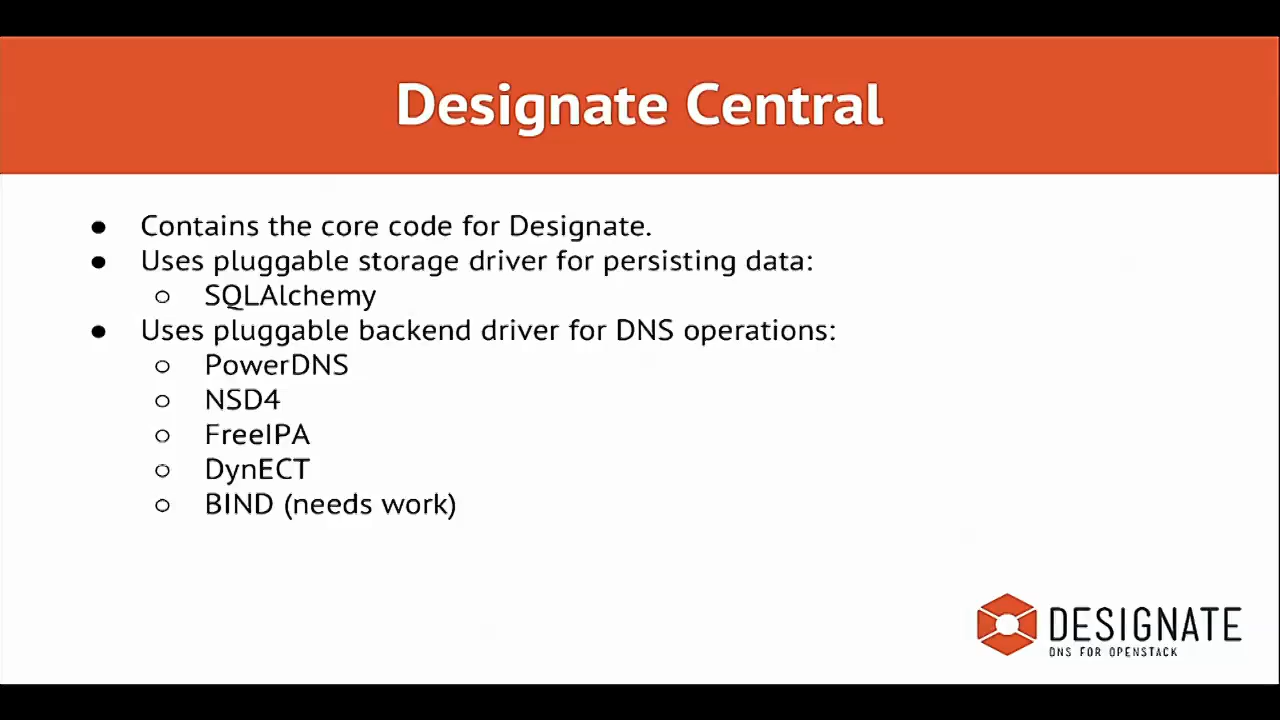 Designate Central
● Contains the core code for Designate.
● Uses pluggable storage driver for persisting data:
○ SQLAlchemy
● Uses pluggable backend driver for DNS operations:
○ PowerDNS
○ NSD4
○ FreeIPA
○ DynECT
○ BIND (needs work)
DESIGNATE
DNS FOR OPENSTACK